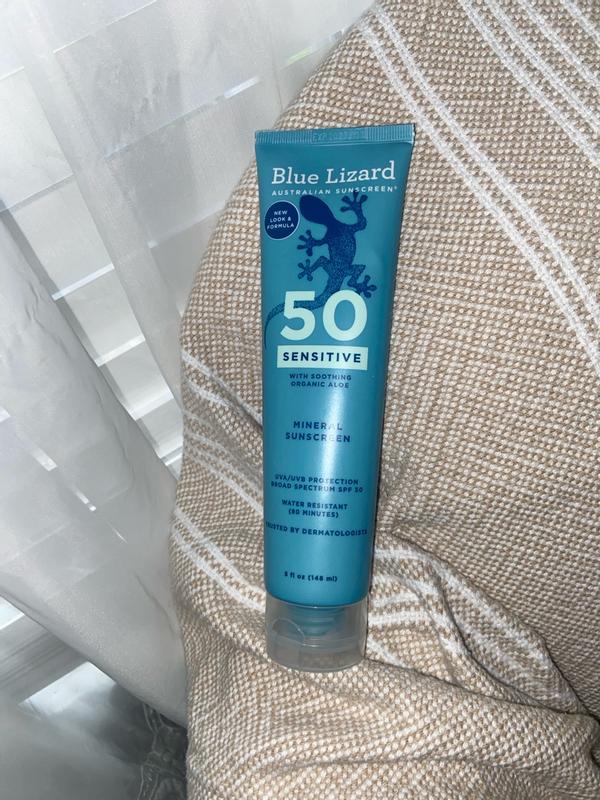 Blue Lizard
AUSTRALIAN SUNSCREEN®
NEW
LOOK &
FORMULA
50
SENSITIVE
WITH SOOTHING
ORGANIC ALOE
MINERAL
SUNSCREEN
UVA/UVB PROTECTION
BROAD SPECTRUM SPF 50
WATER RESISTANT
(80 MINUTES)
TRUSTED BY DERMATOLOGISTS
5 fl oz (148 ml)